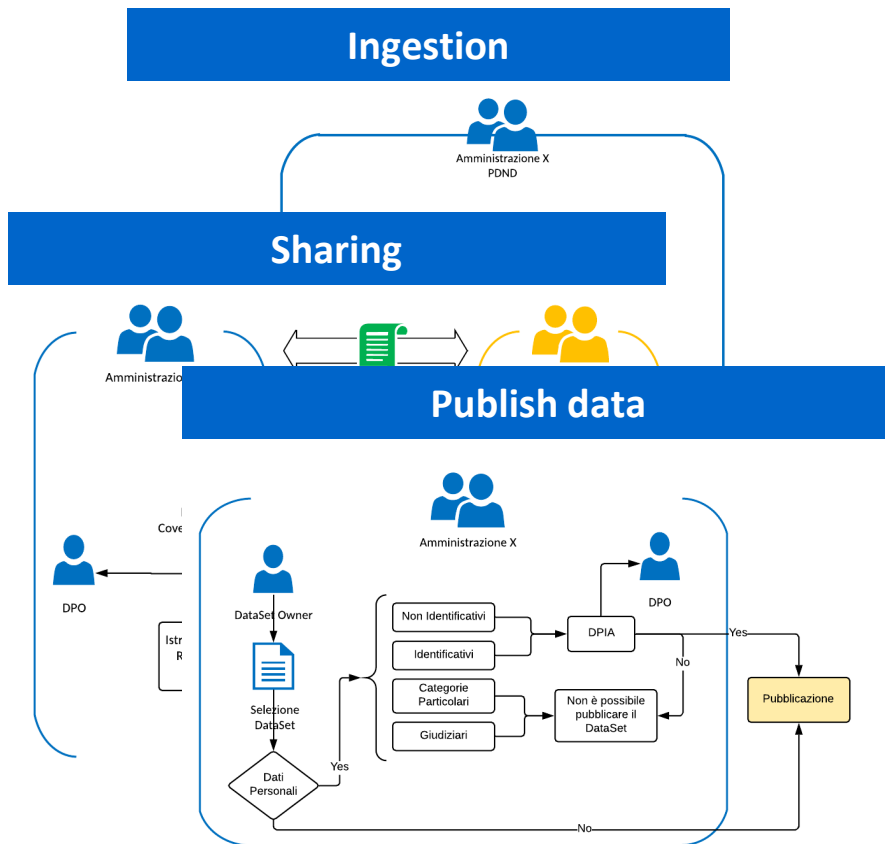 Ingestion
Amministrazione X
PDND
Sharing
Publish data
Amministrazione X
DPO
DPO
DataSet Owner
Selezione
DataSet
Dati
Personali
Yes
Non Identificativi
Identificativi
Categorie
Particolari
Giudiziari
DPIA
Non è possibile
pubblicare il
DataSet
Yes
No
Pubblicazione
No